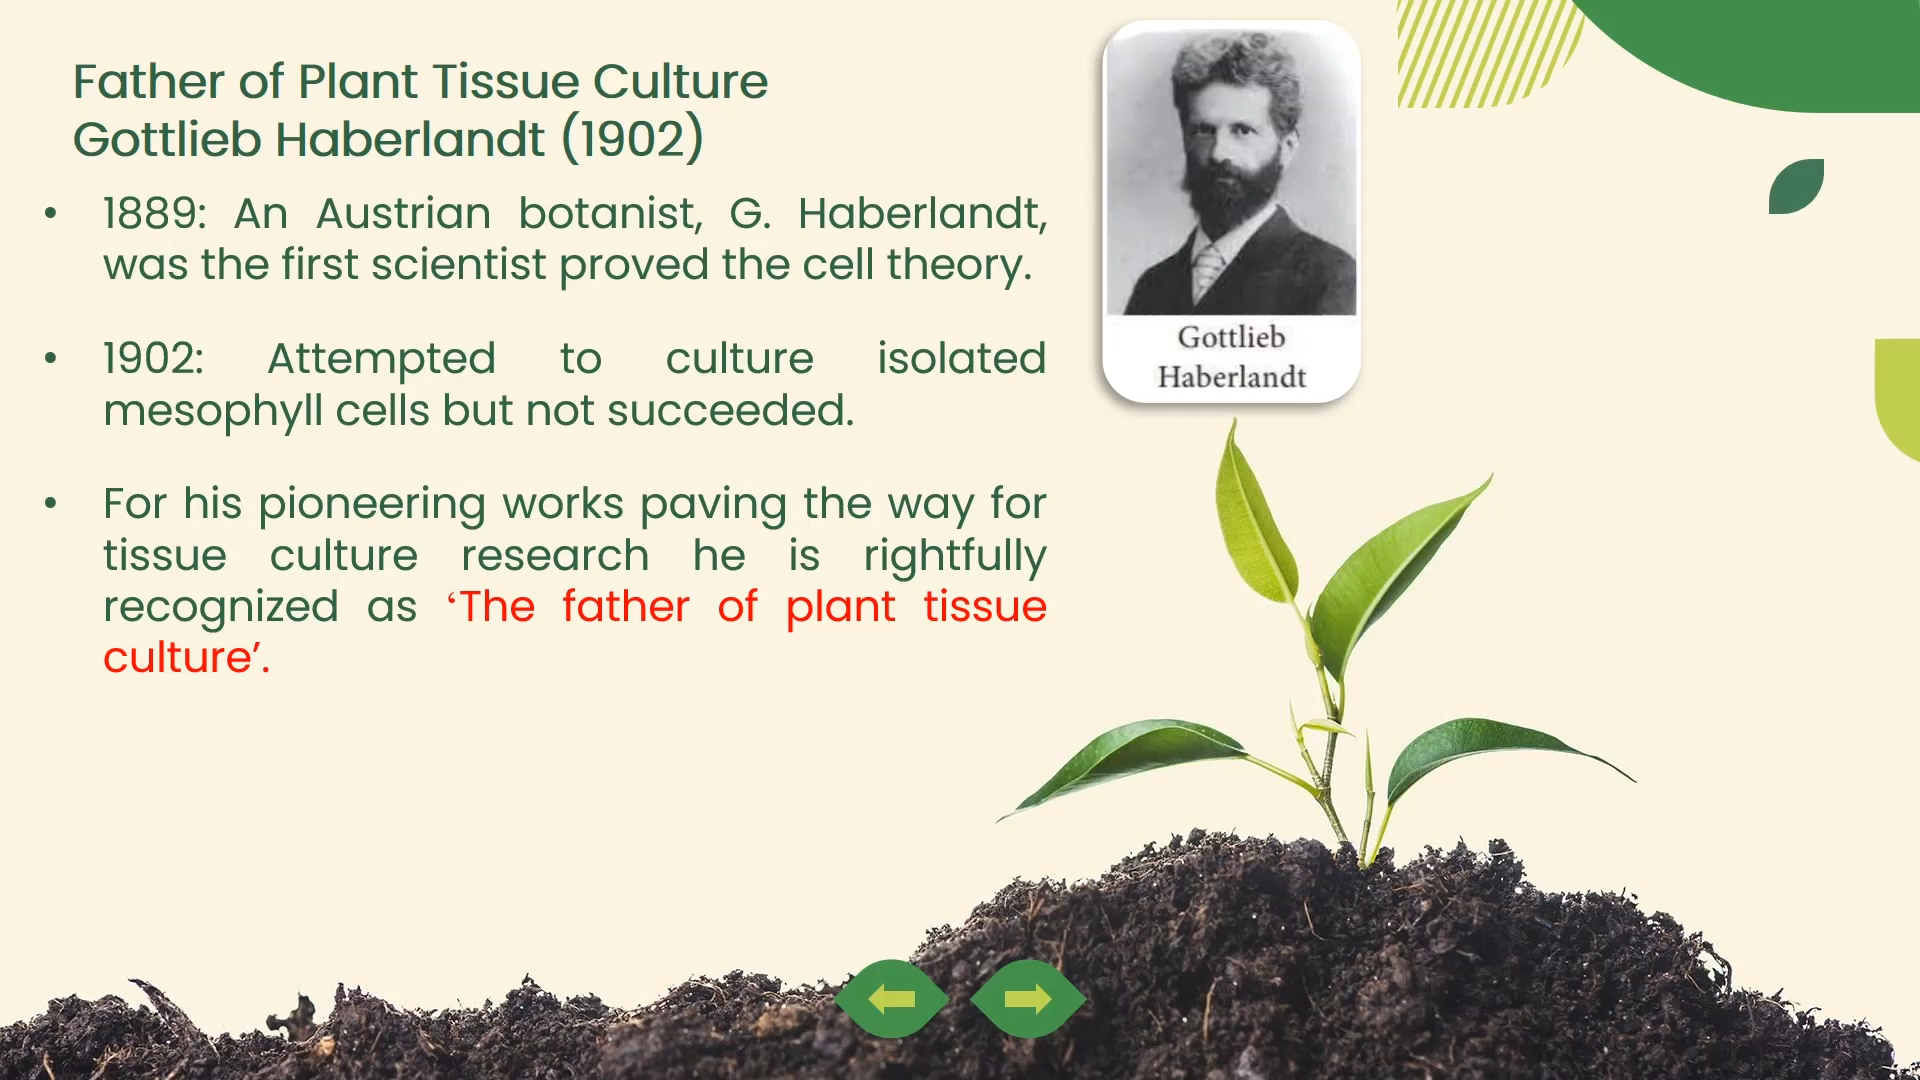 Father of Plant Tissue Culture
Gottlieb Haberlandt (1902)
• 1889: An Austrian botanist, G. Haberlandt,
was the first scientist proved the cell theory.
• 1902: Attempted to culture isolated
mesophyll cells but not succeeded.
• For his pioneering works paving the way for
tissue culture research he is rightfully
recognized as ‘The father of plant tissue
culture’.
Gottlieb
Haberlandt